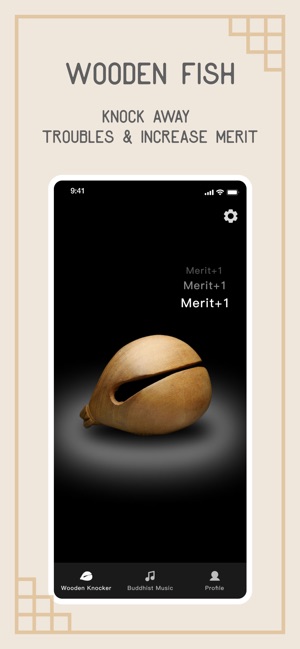 WOODEN FISH
KNOCK AWAY
TROUBLES & INCREASE MERIT
9:41
Merit+1
Merit+1
Merit+1
Wooden Knocker
Buddhist Music
Profile